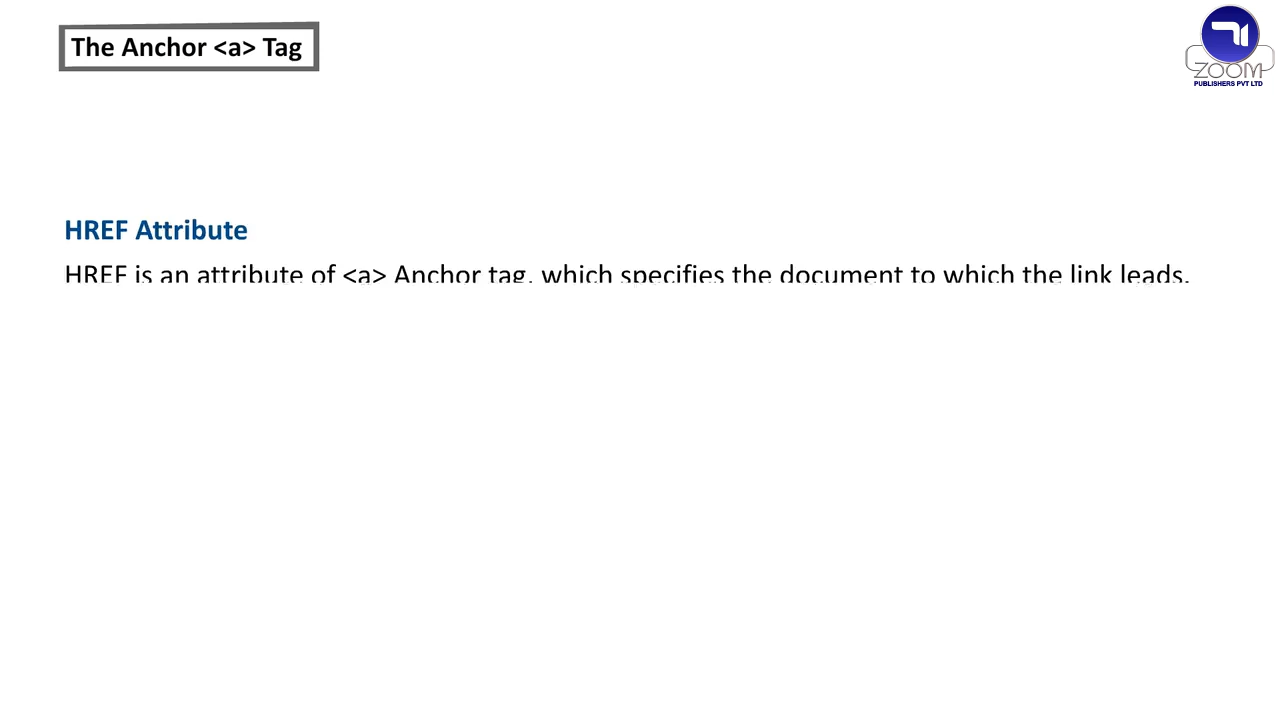 The Anchor <a> Tag
ZOOM
PUBLISHERS PVT LTD
HREF Attribute
HREF is an attribute of <a> Anchor tag, which specifies the document to which the link leads.